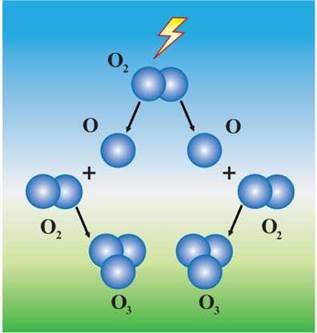 O₂
O O
+ +
O₂ O₂
O₃ O₃